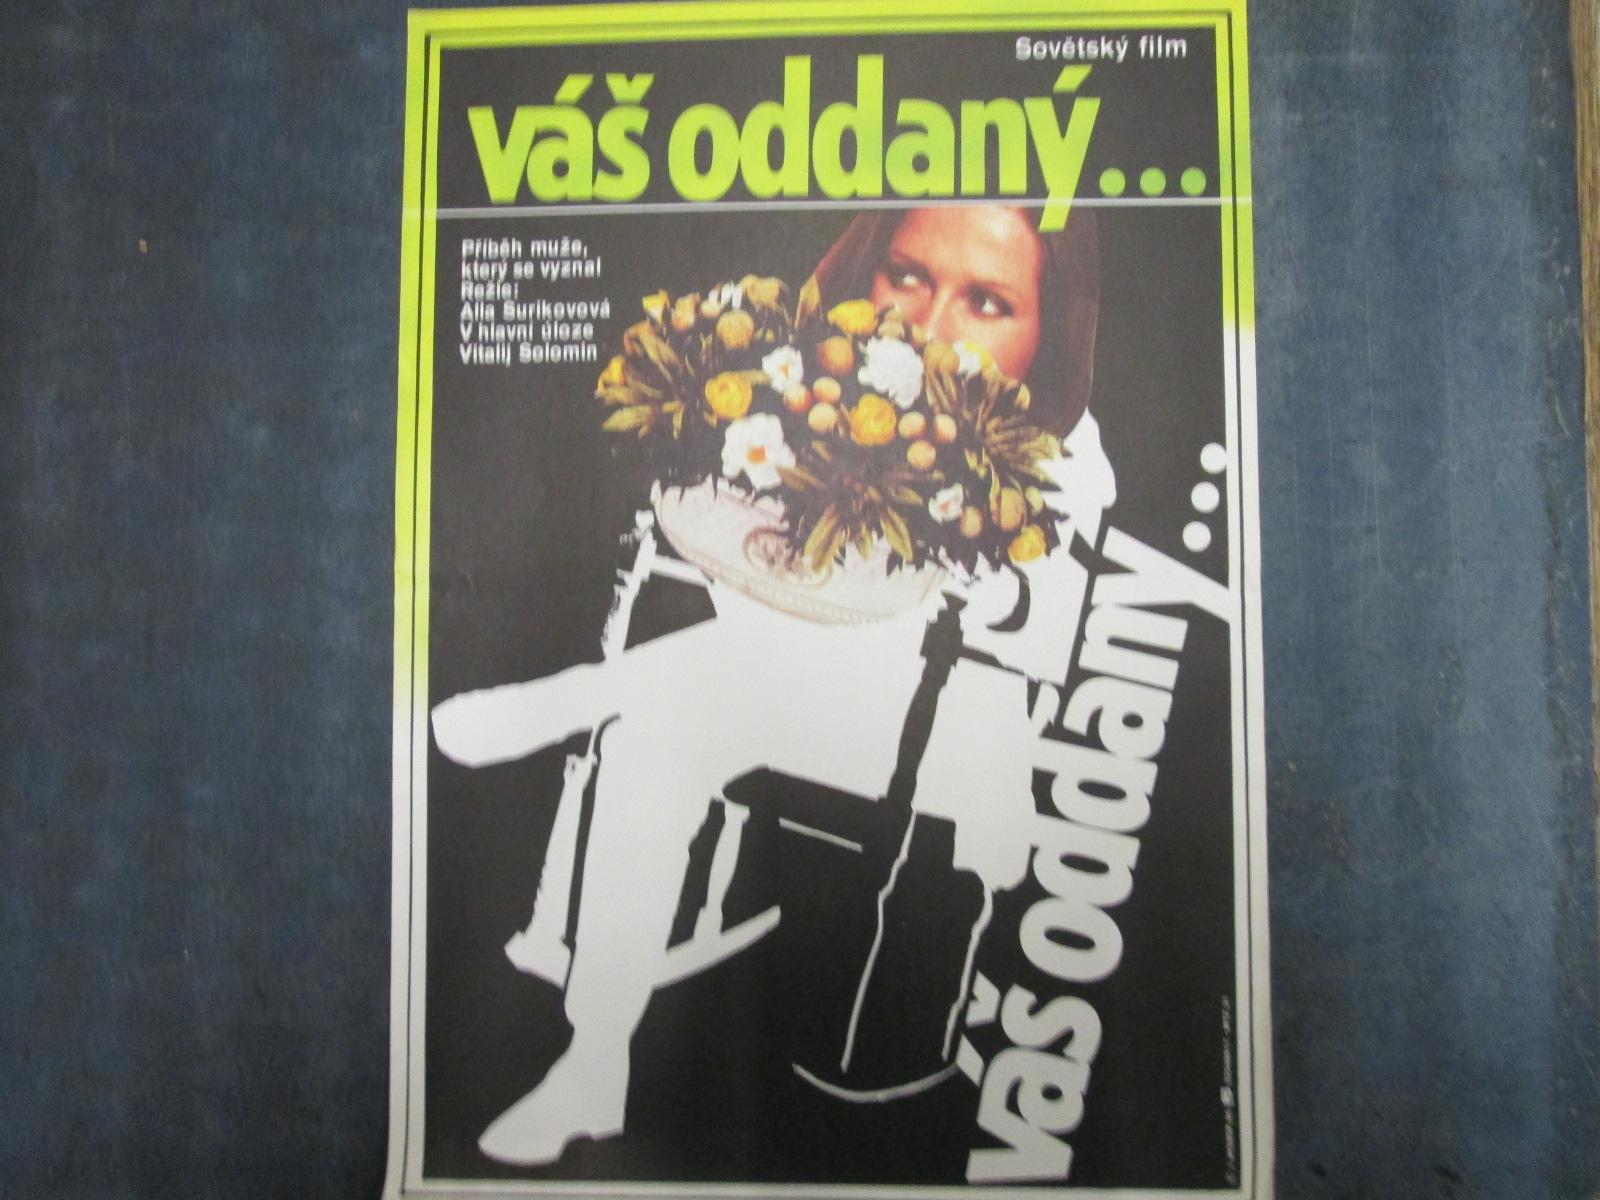 Sovětský film
váš oddaný...
Příběh muže,
který se vyznal
Režie:
Alla Surikovová
V hlavní úloze
Vitalij Solomin
váš oddaný...